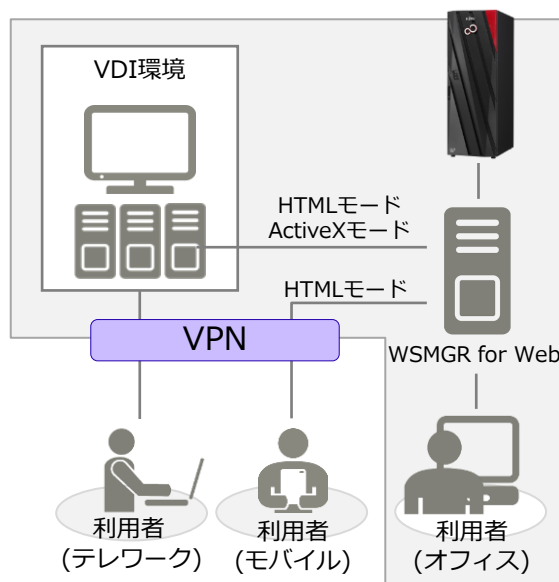 VDI環境
HTMLモード
ActiveXモード
HTMLモード
VPN
WSMGR for Web
利用者
(テレワーク)
利用者
(モバイル)
利用者
(オフィス)